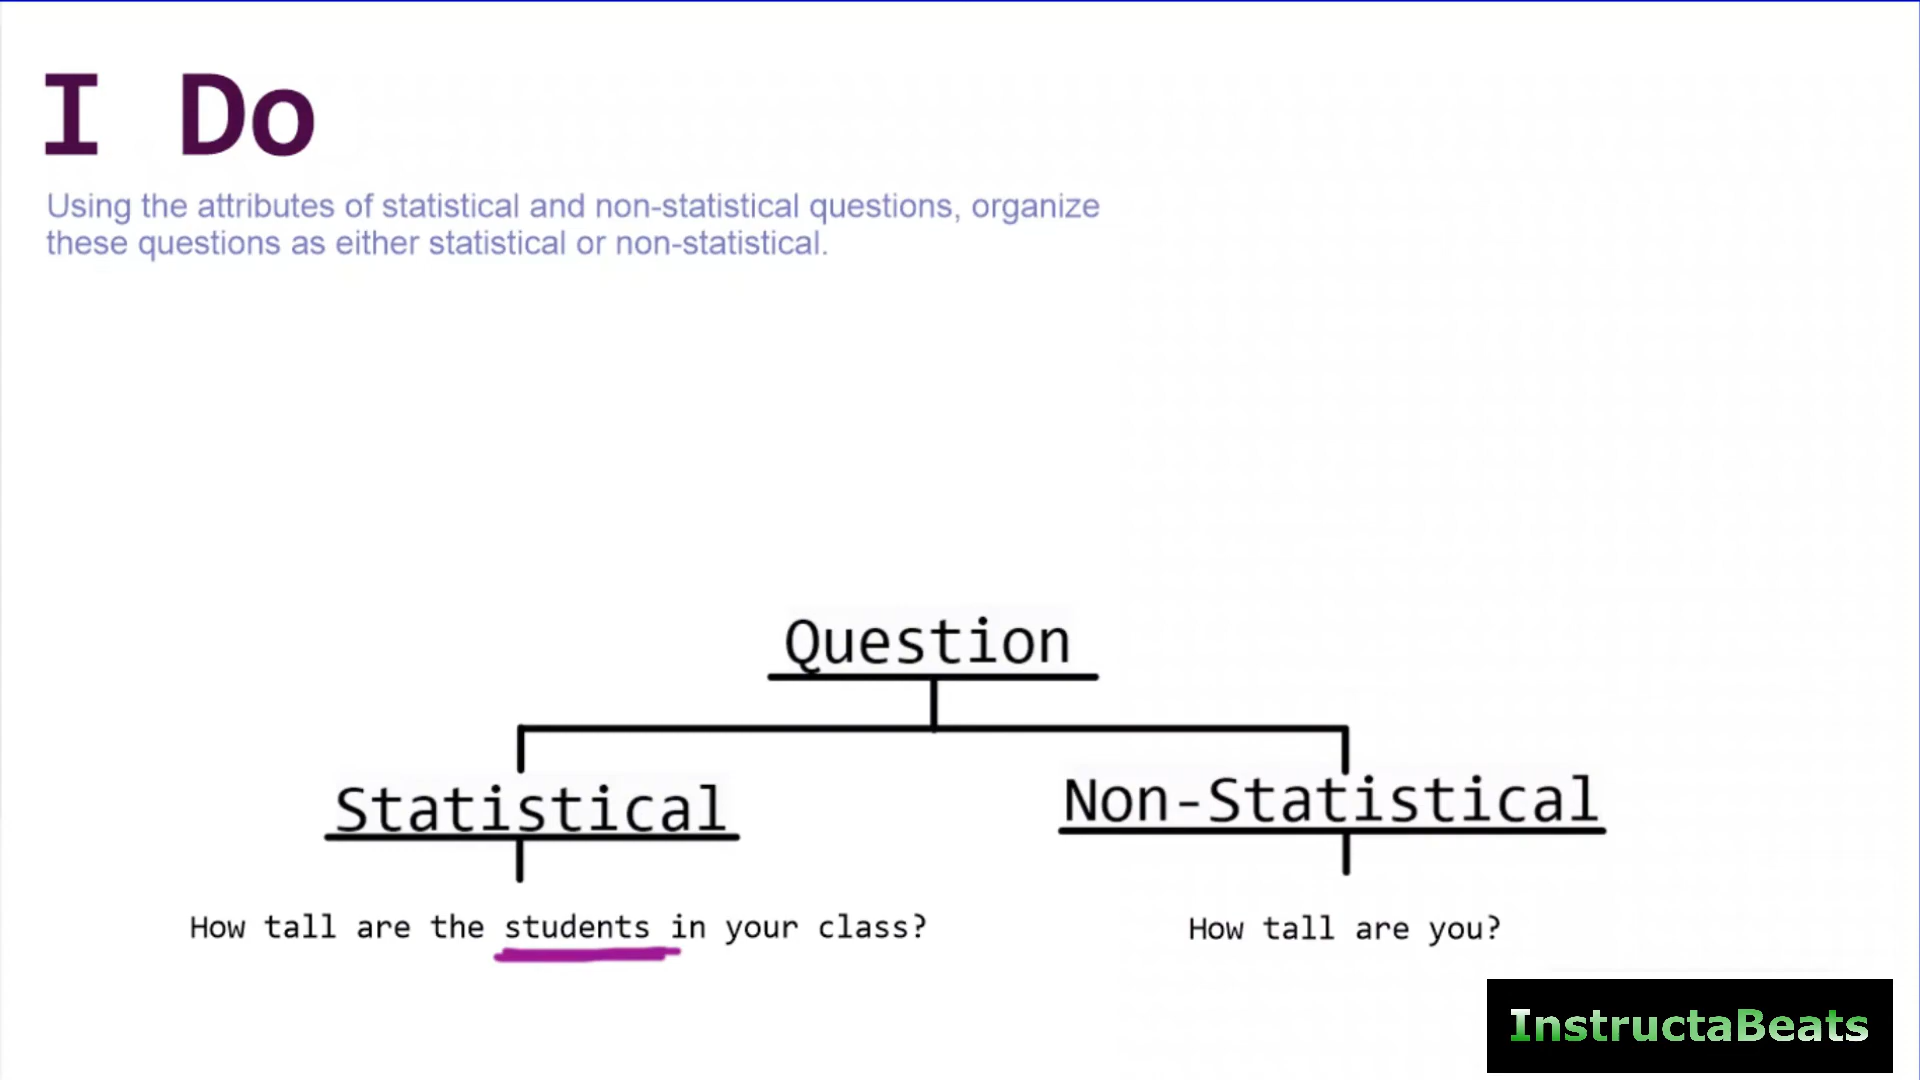 I Do
Using the attributes of statistical and non-statistical questions, organize
these questions as either statistical or non-statistical.
Question
Statistical
Non-Statistical
How tall are the students in your class?
How tall are you?
InstructaBeats